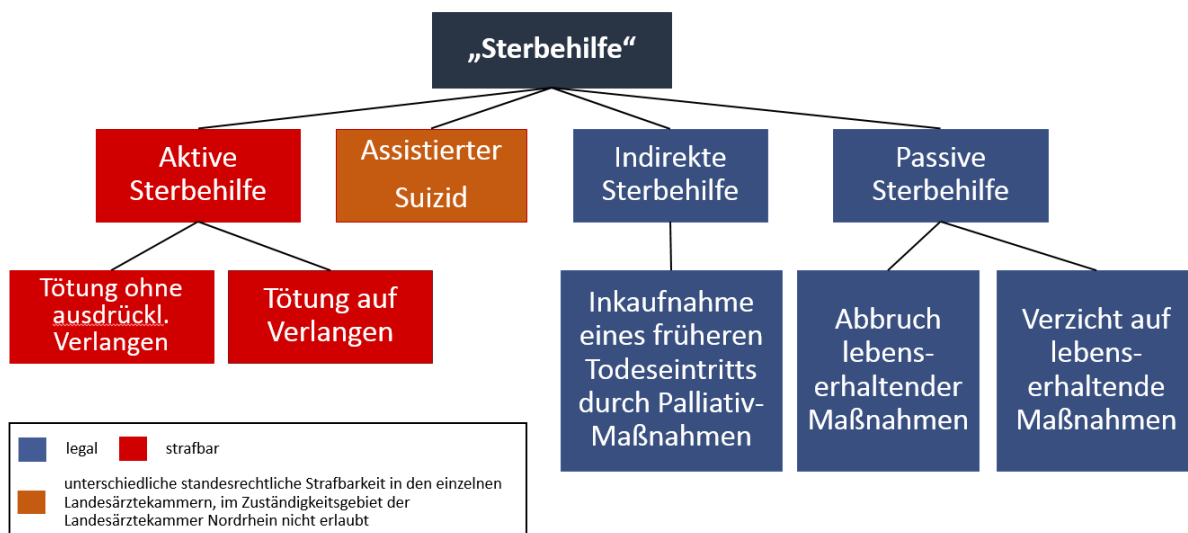 „Sterbehilfe“
Aktive
Sterbehilfe
Assistierter
Suizid
Indirekte
Sterbehilfe
Passive
Sterbehilfe
Tötung ohne
ausdrückl.
Verlangen
Tötung auf
Verlangen
Inkaufnahme
eines früheren
Todeseintritts
durch Palliativ-
Maßnahmen
Abbruch
lebens-
erhaltender
Maßnahmen
Verzicht auf
lebens-
erhaltende
Maßnahmen
legal strafbar
unterschiedliche standesrechtliche Strafbarkeit in den einzelnen
Landesärztekammern, im Zuständigkeitsgebiet der
Landesärztekammer Nordrhein nicht erlaubt